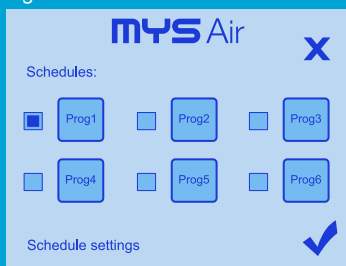 mys Air
X
Schedules:
Prog1 Prog2 Prog3
Prog4 Prog5 Prog6
Schedule settings